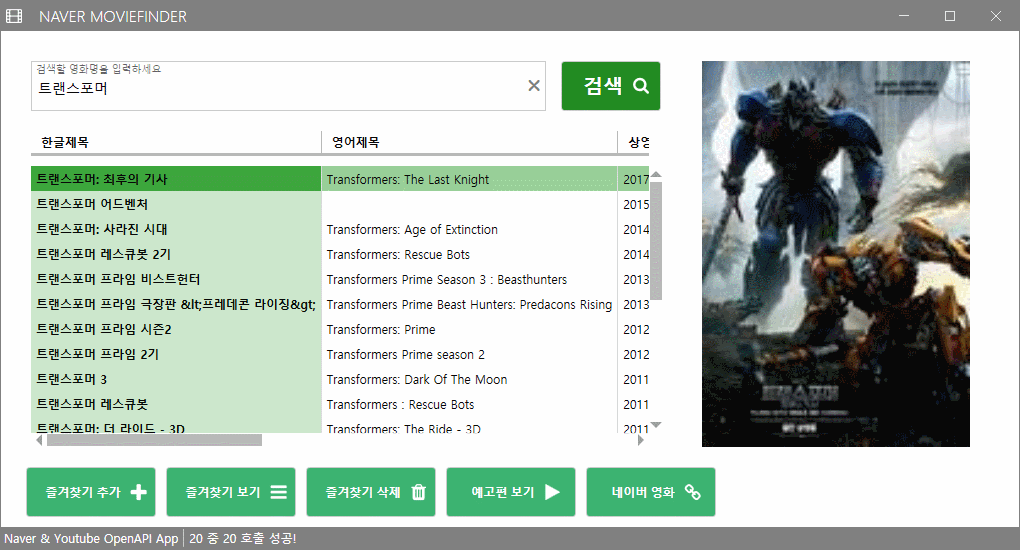 NAVER MOVIEFINDER
검색할 영화명을 입력하세요
트랜스포머
검색
한글제목 영어제목 상영
트랜스포머: 최후의 기사 Transformers: The Last Knight 2017
트랜스포머 어드벤처 2015
트랜스포머: 사라진 시대 Transformers: Age of Extinction 2014
트랜스포머 레스큐봇 2기 Transformers: Rescue Bots 2014
트랜스포머 프라임 비스트헌터 Transformers Prime Season 3 : Beasthunters 2013
트랜스포머 프라임 극장판 &lt;프레데콘 라이징&gt; Transformers Prime Beast Hunters: Predacons Rising 2013
트랜스포머 프라임 시즌2 Transformers: Prime 2012
트랜스포머 프라임 2기 Transformers Prime season 2 2012
트랜스포머 3 Transformers: Dark Of The Moon 2011
트랜스포머 레스큐봇 Transformers : Rescue Bots 2011
트랜스포머: 더 라이드 - 3D Transformers: The Ride - 3D 2011
트랜스포머
즐겨찾기 추가 즐겨찾기 보기 즐겨찾기 삭제 예고편 보기 네이버 영화
Naver & Youtube OpenAPI App 20 중 20 호출 성공!